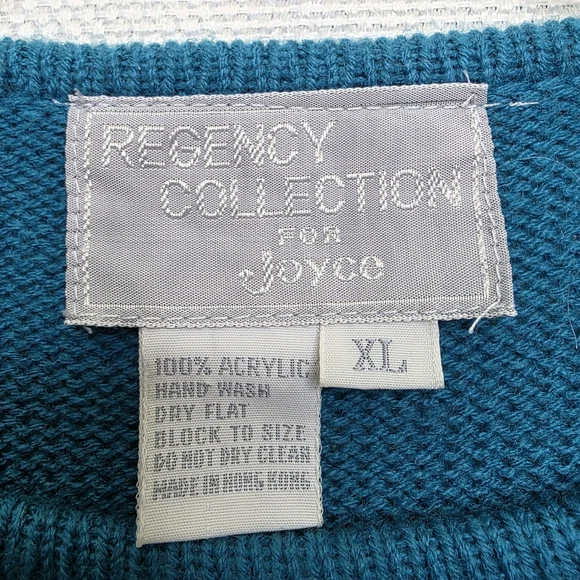 REGENCY
COLLECTION
FOR
Joyce
XL
100% ACRYLIC
HAND WASH
DRY FLAT
BLOCK TO SIZE
DO NOT DRY CLEAN
MADE IN HONG KONG